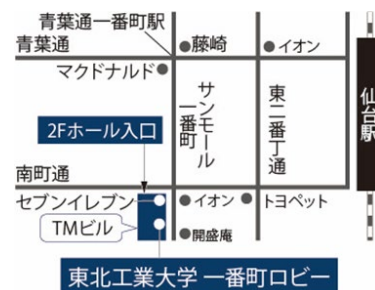 青葉通一番町駅
青葉通
藤崎
イオン
マクドナルド
サンモール
一番町
東二番丁通
仙台駅
2Fホール入口
南町通
セブンイレブン
イオン
トヨペット
TMビル
開盛庵
東北工業大学 一番町ロビー